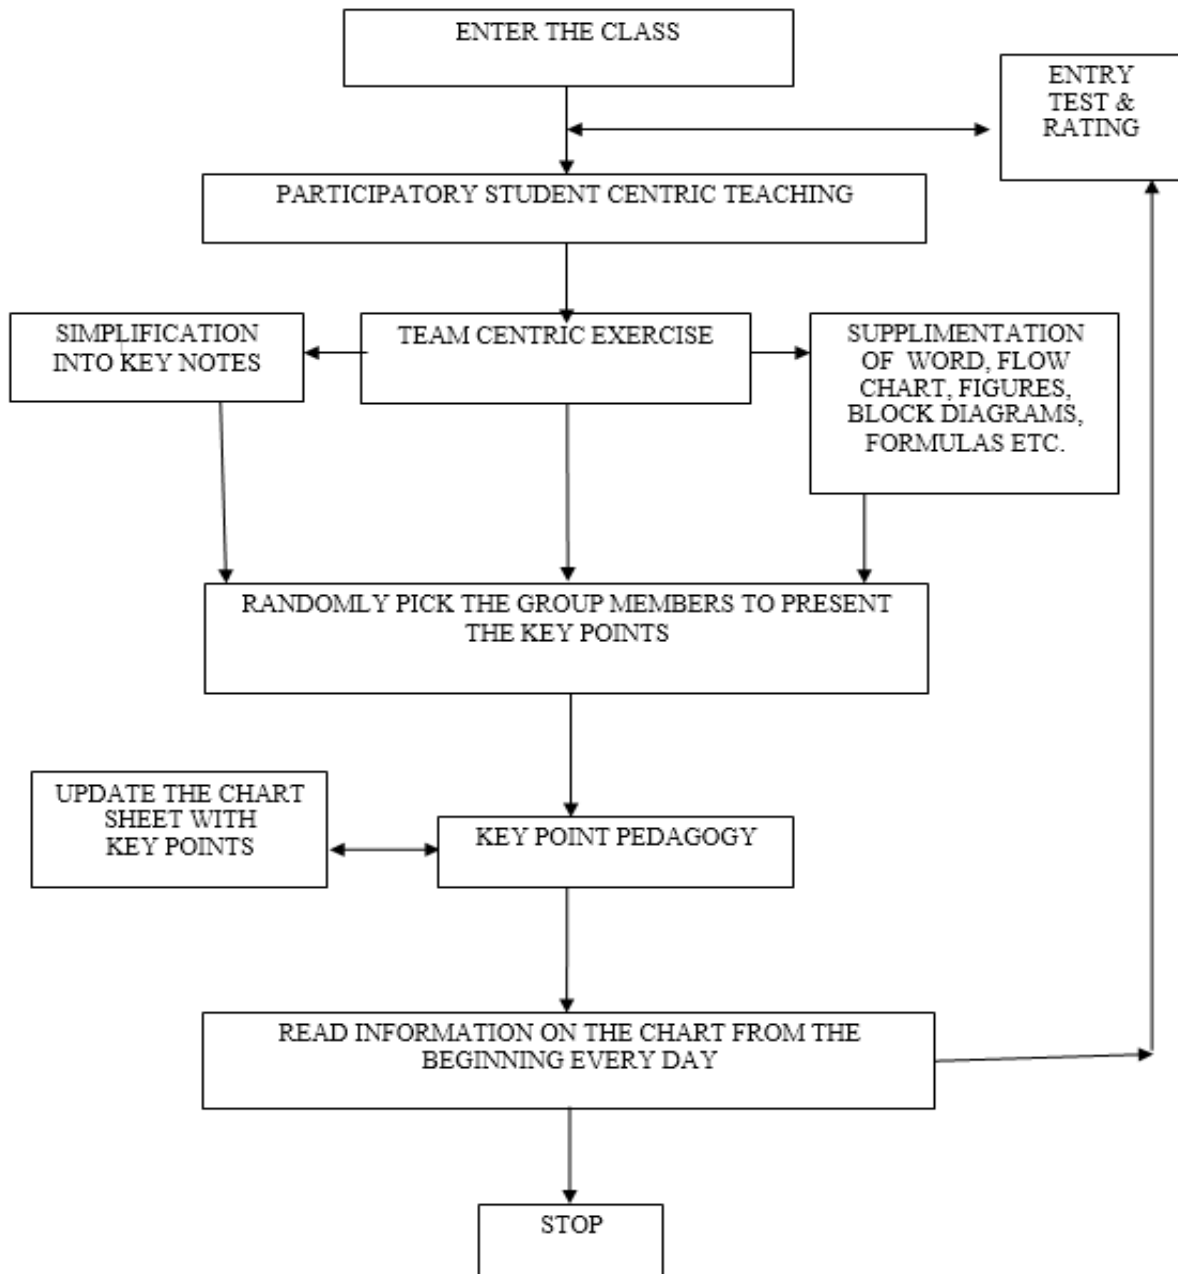 ENTER THE CLASS
ENTRY
TEST &
RATING
PARTICIPATORY STUDENT CENTRIC TEACHING
SIMPLIFICATION
INTO KEY NOTES
TEAM CENTRIC EXERCISE
SUPPLIMENTATION
OF WORD, FLOW
CHART, FIGURES,
BLOCK DIAGRAMS,
FORMULAS ETC.
RANDOMLY PICK THE GROUP MEMBERS TO PRESENT
THE KEY POINTS
UPDATE THE CHART
SHEET WITH
KEY POINTS
KEY POINT PEDAGOGY
READ INFORMATION ON THE CHART FROM THE
BEGINNING EVERY DAY
STOP